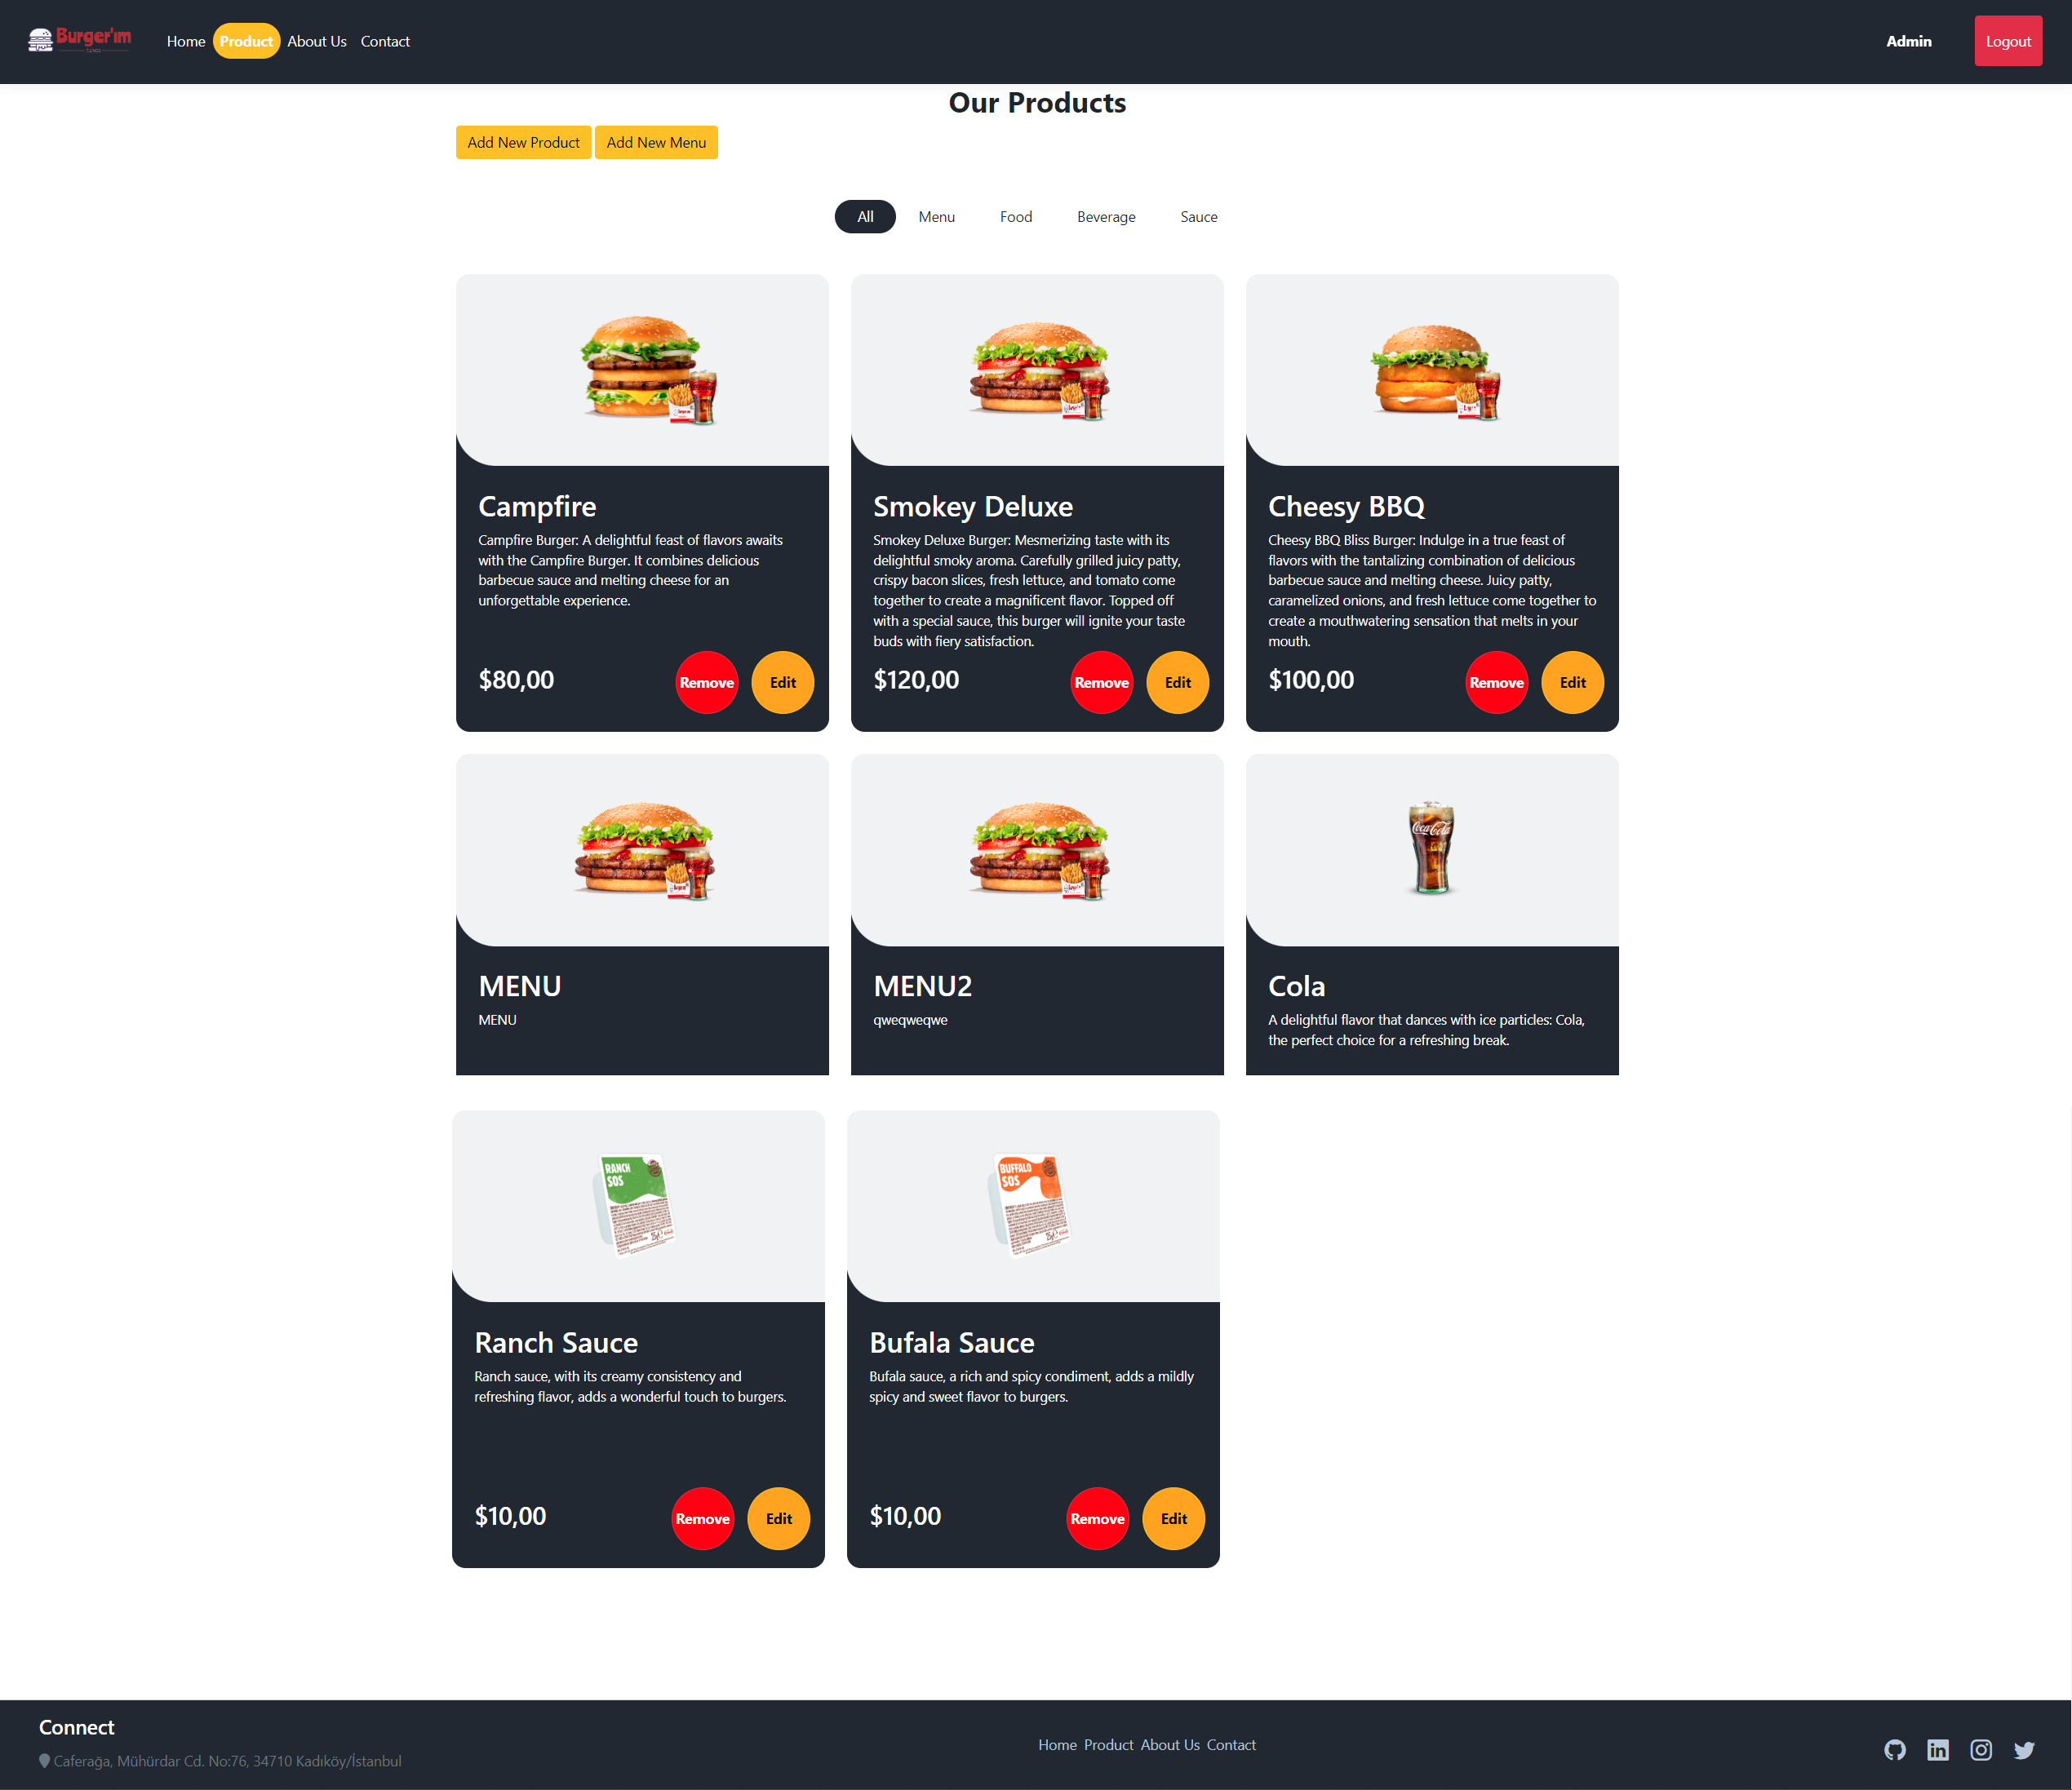 Burger'im
Home Product About Us Contact
Admin
Logout
Our Products
Add New Product
Add New Menu
All
Menu
Food
Beverage
Sauce
Campfire
Campfire Burger: A delightful feast of flavors awaits
with the Campfire Burger. It combines delicious
barbecue sauce and melting cheese for an
unforgettable experience.
$80,00
Remove
Edit
Smokey Deluxe
Smokey Deluxe Burger: Mesmerizing taste with its
delightful smoky aroma. Carefully grilled juicy patty,
crispy bacon slices, fresh lettuce, and tomato come
together to create a magnificent flavor. Topped off
with a special sauce, this burger will ignite your taste
buds with fiery satisfaction.
$120,00
Remove
Edit
Cheesy BBQ
Cheesy BBQ Bliss Burger: Indulge in a true feast of
flavors with the tantalizing combination of delicious
barbecue sauce and melting cheese. Juicy patty,
caramelized onions, and fresh lettuce come together to
create a mouthwatering sensation that melts in your
mouth.
$100,00
Remove
Edit
MENU
MENU
MENU2
qweqweqwe
Coca-Cola
Cola
A delightful flavor that dances with ice particles: Cola,
the perfect choice for a refreshing break.
RANCH
SOS
Ranch Sauce
Ranch sauce, with its creamy consistency and
refreshing flavor, adds a wonderful touch to burgers.
$10,00
Remove
Edit
BUFFALO
SOS
Bufala Sauce
Bufala sauce, a rich and spicy condiment, adds a mildly
spicy and sweet flavor to burgers.
$10,00
Remove
Edit
Connect
Caferağa, Mühürdar Cd. No:76, 34710 Kadıköy/İstanbul
Home Product About Us Contact